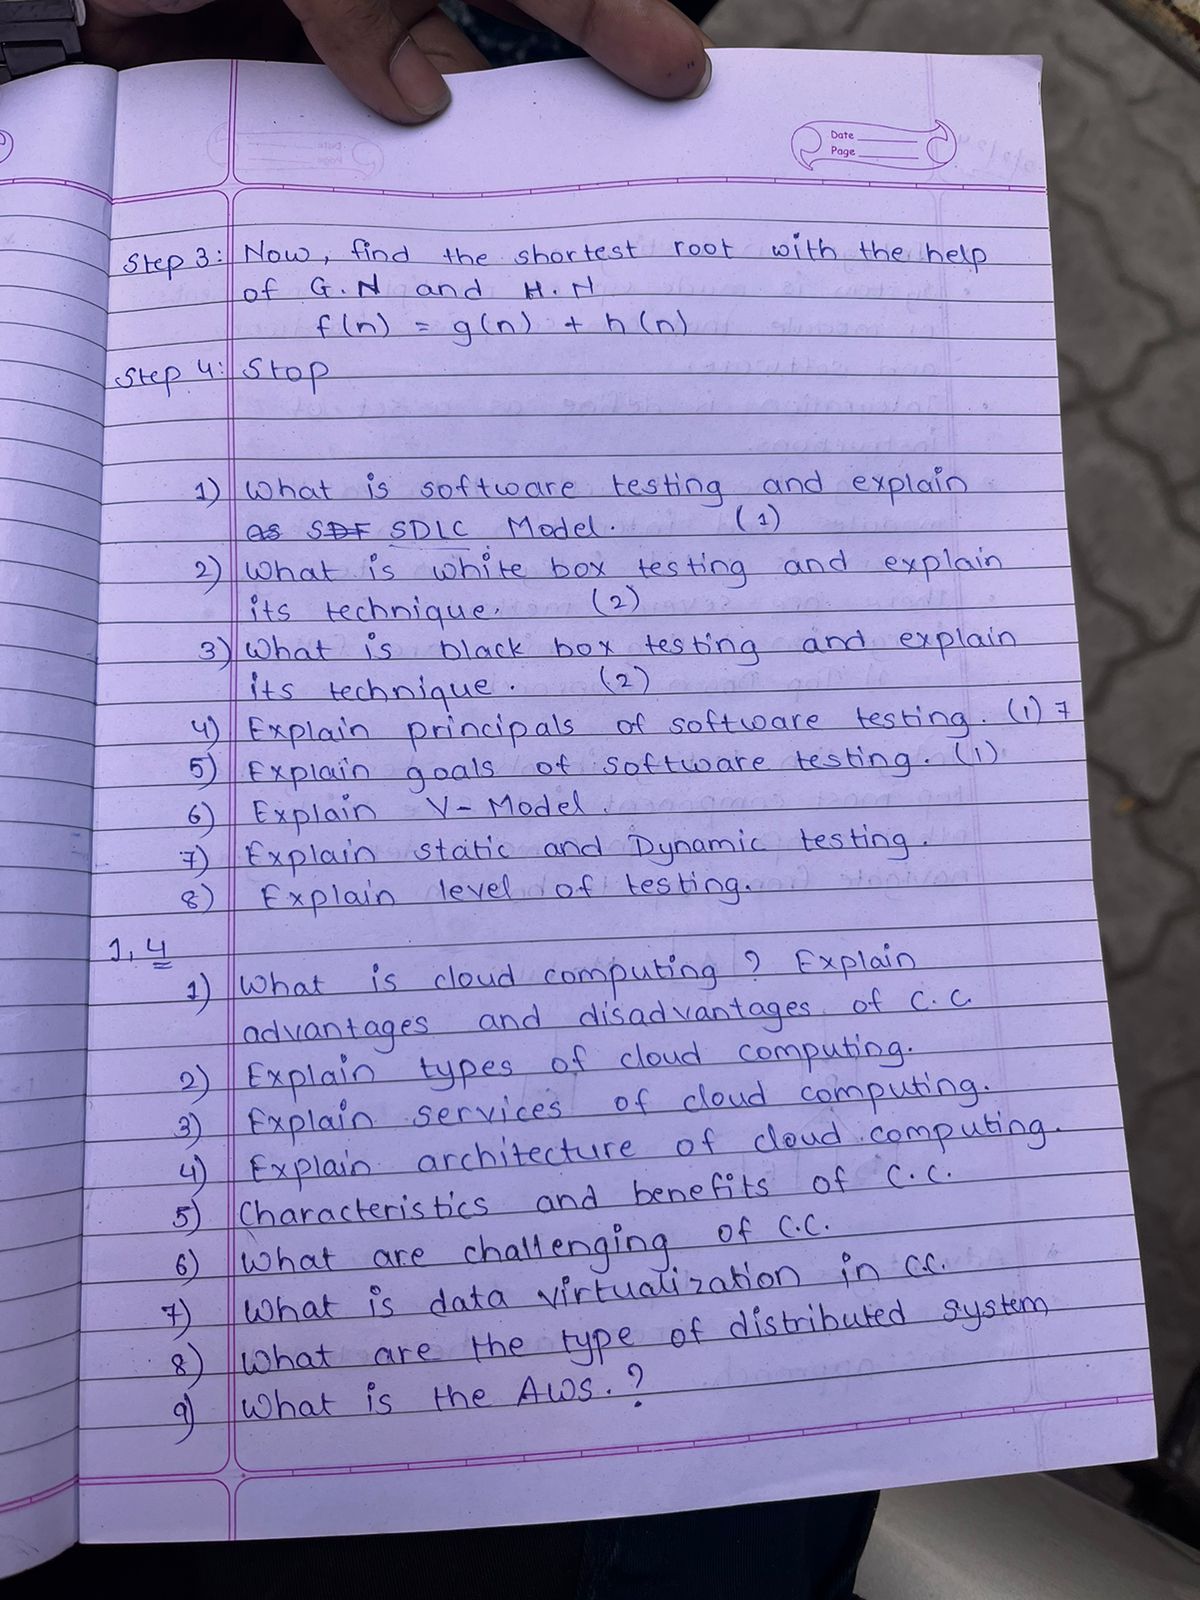 Date
Page
Step 3: Now, find the shortest root with the help
of G.N and H.N
f(n) = g(n) + h(n)
Step 4: Stop
1) What is software testing and explain
as SDF SDLC Model. (1)
2) What is white box testing and explain
its technique. (2)
3) What is black box testing and explain
its technique. (2)
4) Explain principals of software testing. (1) 7
5) Explain goals of software testing. (1)
6) Explain V-Model.
7) Explain static and Dynamic testing.
8) Explain level of testing.
1, 4
1) What is cloud computing? Explain
advantages and disadvantages of C.C.
2) Explain types of cloud computing.
3) Explain services of cloud computing.
4) Explain architecture of cloud computing.
5) Characteristics and benefits of C.C.
6) What are challenging of C.C.
7) What is data virtualization in CC.
8) What are the type of distributed system
9) What is the AWS.?